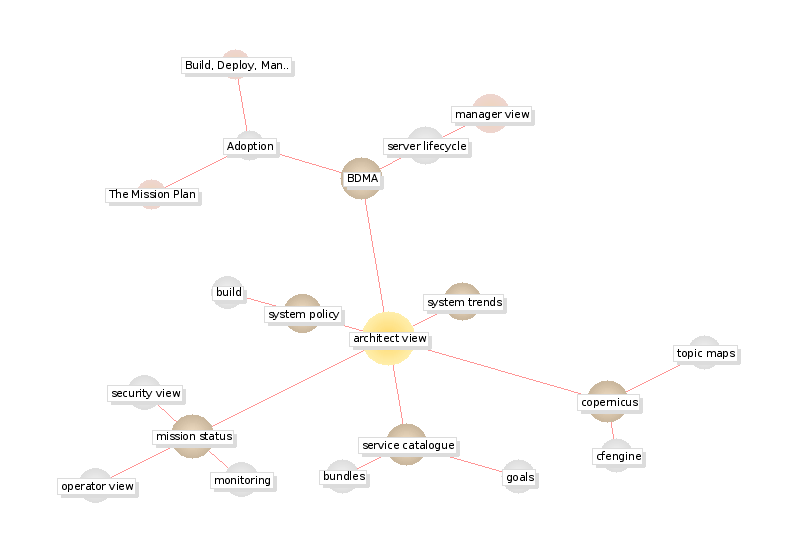 Build, Deploy, Man..
manager view
Adoption
server lifecycle
BDMA
The Mission Plan
build
system trends
system policy
architect view
topic maps
security view
copernicus
mission status
service catalogue
cfengine
bundles
goals
monitoring
operator view